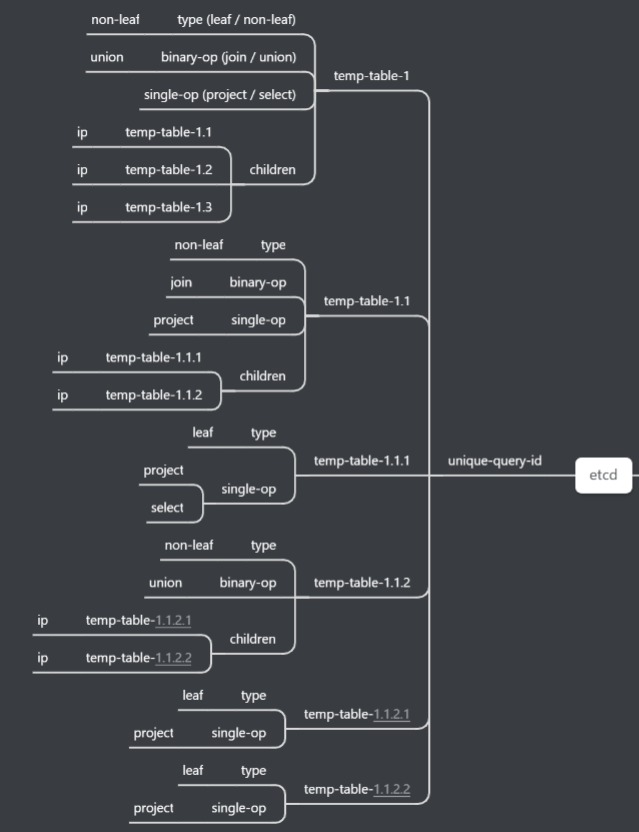 non-leaf type (leaf / non-leaf)
union binary-op (join / union)
temp-table-1
single-op (project / select)
ip temp-table-1.1
ip temp-table-1.2 children
ip temp-table-1.3
non-leaf type
join binary-op
temp-table-1.1
project single-op
ip temp-table-1.1.1
children
ip temp-table-1.1.2
leaf type
temp-table-1.1.1 unique-query-id
project
etcd
single-op
select
non-leaf type
union binary-op temp-table-1.1.2
ip temp-table-1.1.2.1
children
ip temp-table-1.1.2.2
leaf type
temp-table-1.1.2.1
project single-op
leaf type
temp-table-1.1.2.2
project single-op